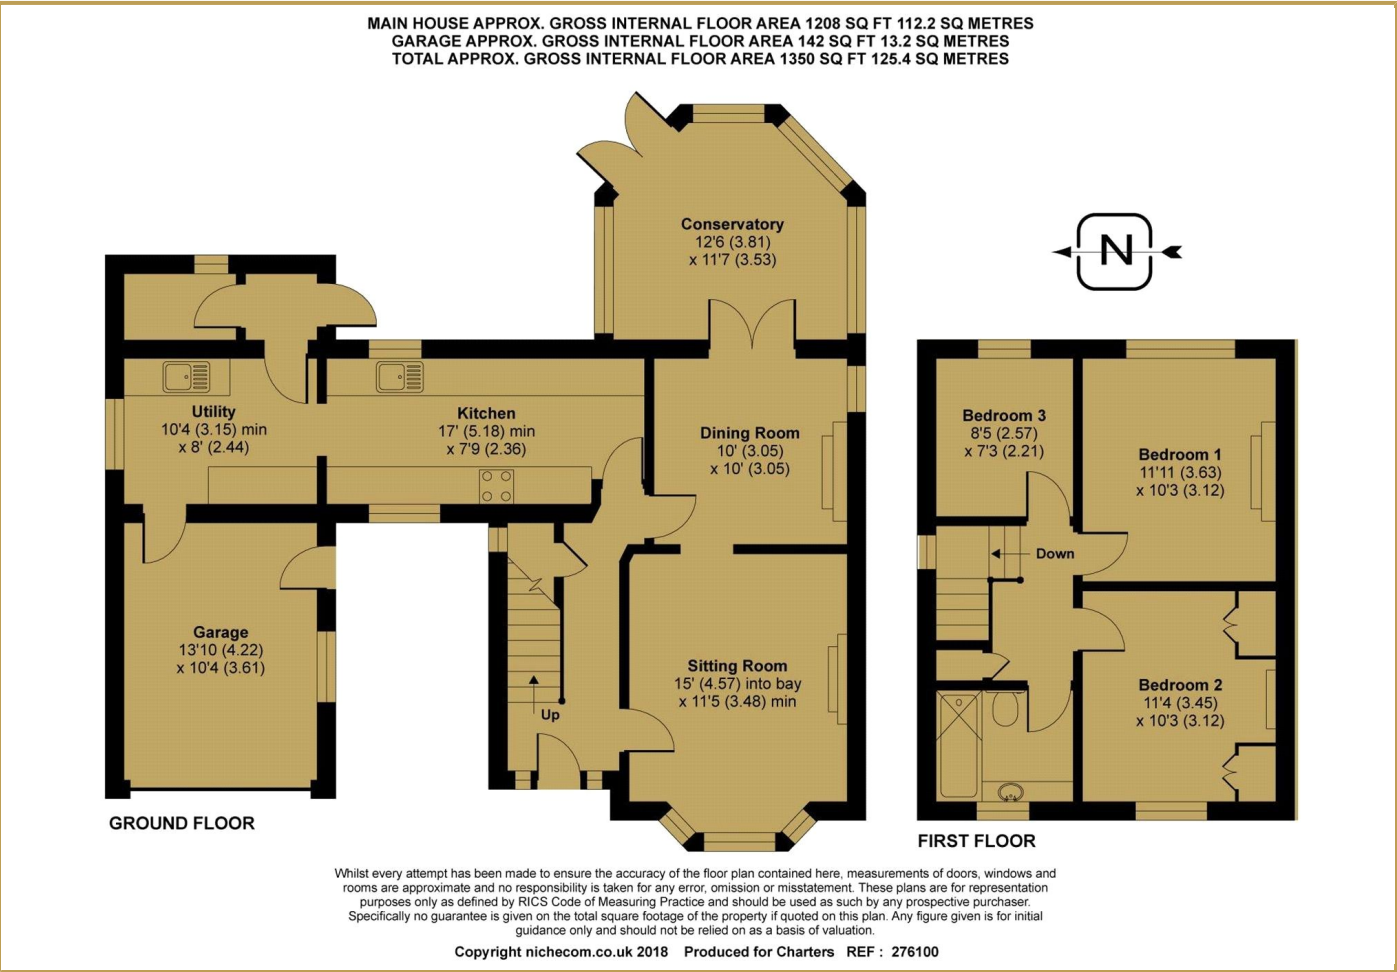 MAIN HOUSE APPROX. GROSS INTERNAL FLOOR AREA 1208 SQ FT 112.2 SQ METRES
GARAGE APPROX. GROSS INTERNAL FLOOR AREA 142 SQ FT 13.2 SQ METRES
TOTAL APPROX. GROSS INTERNAL FLOOR AREA 1350 SQ FT 125.4 SQ METRES
Conservatory
12'6 (3.81)
x 11'7 (3.53)
N
Utility
10'4 (3.15) min
x 8' (2.44)
Kitchen
17' (5.18) min
x 7'9 (2.36)
Dining Room
10' (3.05)
x 10' (3.05)
Bedroom 3
8'5 (2.57)
x 7'3 (2.21)
Bedroom 1
11'11 (3.63)
x 10'3 (3.12)
Down
Garage
13'10 (4.22)
x 10'4 (3.61)
Sitting Room
15' (4.57) into bay
x 11'5 (3.48) min
Up
Bedroom 2
11'4 (3.45)
x 10'3 (3.12)
GROUND FLOOR
FIRST FLOOR
Whilst every attempt has been made to ensure the accuracy of the floor plan contained here, measurements of doors, windows and
rooms are approximate and no responsibility is taken for any error, omission or misstatement. These plans are for representation
purposes only as defined by RICS Code of Measuring Practice and should be used as such by any prospective purchaser.
Specifically no guarantee is given on the total square footage of the property if quoted on this plan. Any figure given is for initial
guidance only and should not be relied on as a basis of valuation.
Copyright nichecom.co.uk 2018 Produced for Charters REF : 276100